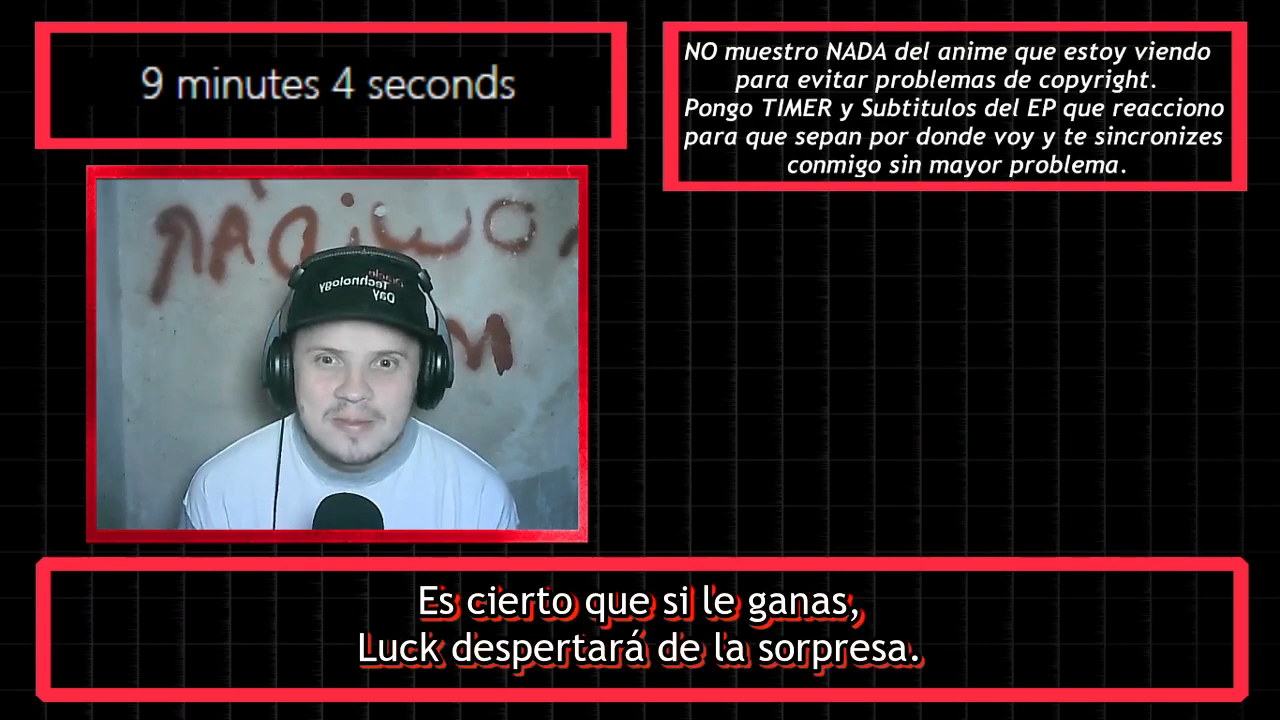 9 minutes 4 seconds
NO muestro NADA del anime que estoy viendo
para evitar problemas de copyright.
Pongo TIMER y Subtitulos del EP que reacciono
para que sepan por donde voy y te sincronizes
conmigo sin mayor problema.
Oracle
Technology
Day
Es cierto que si le ganas,
Luck despertará de la sorpresa.